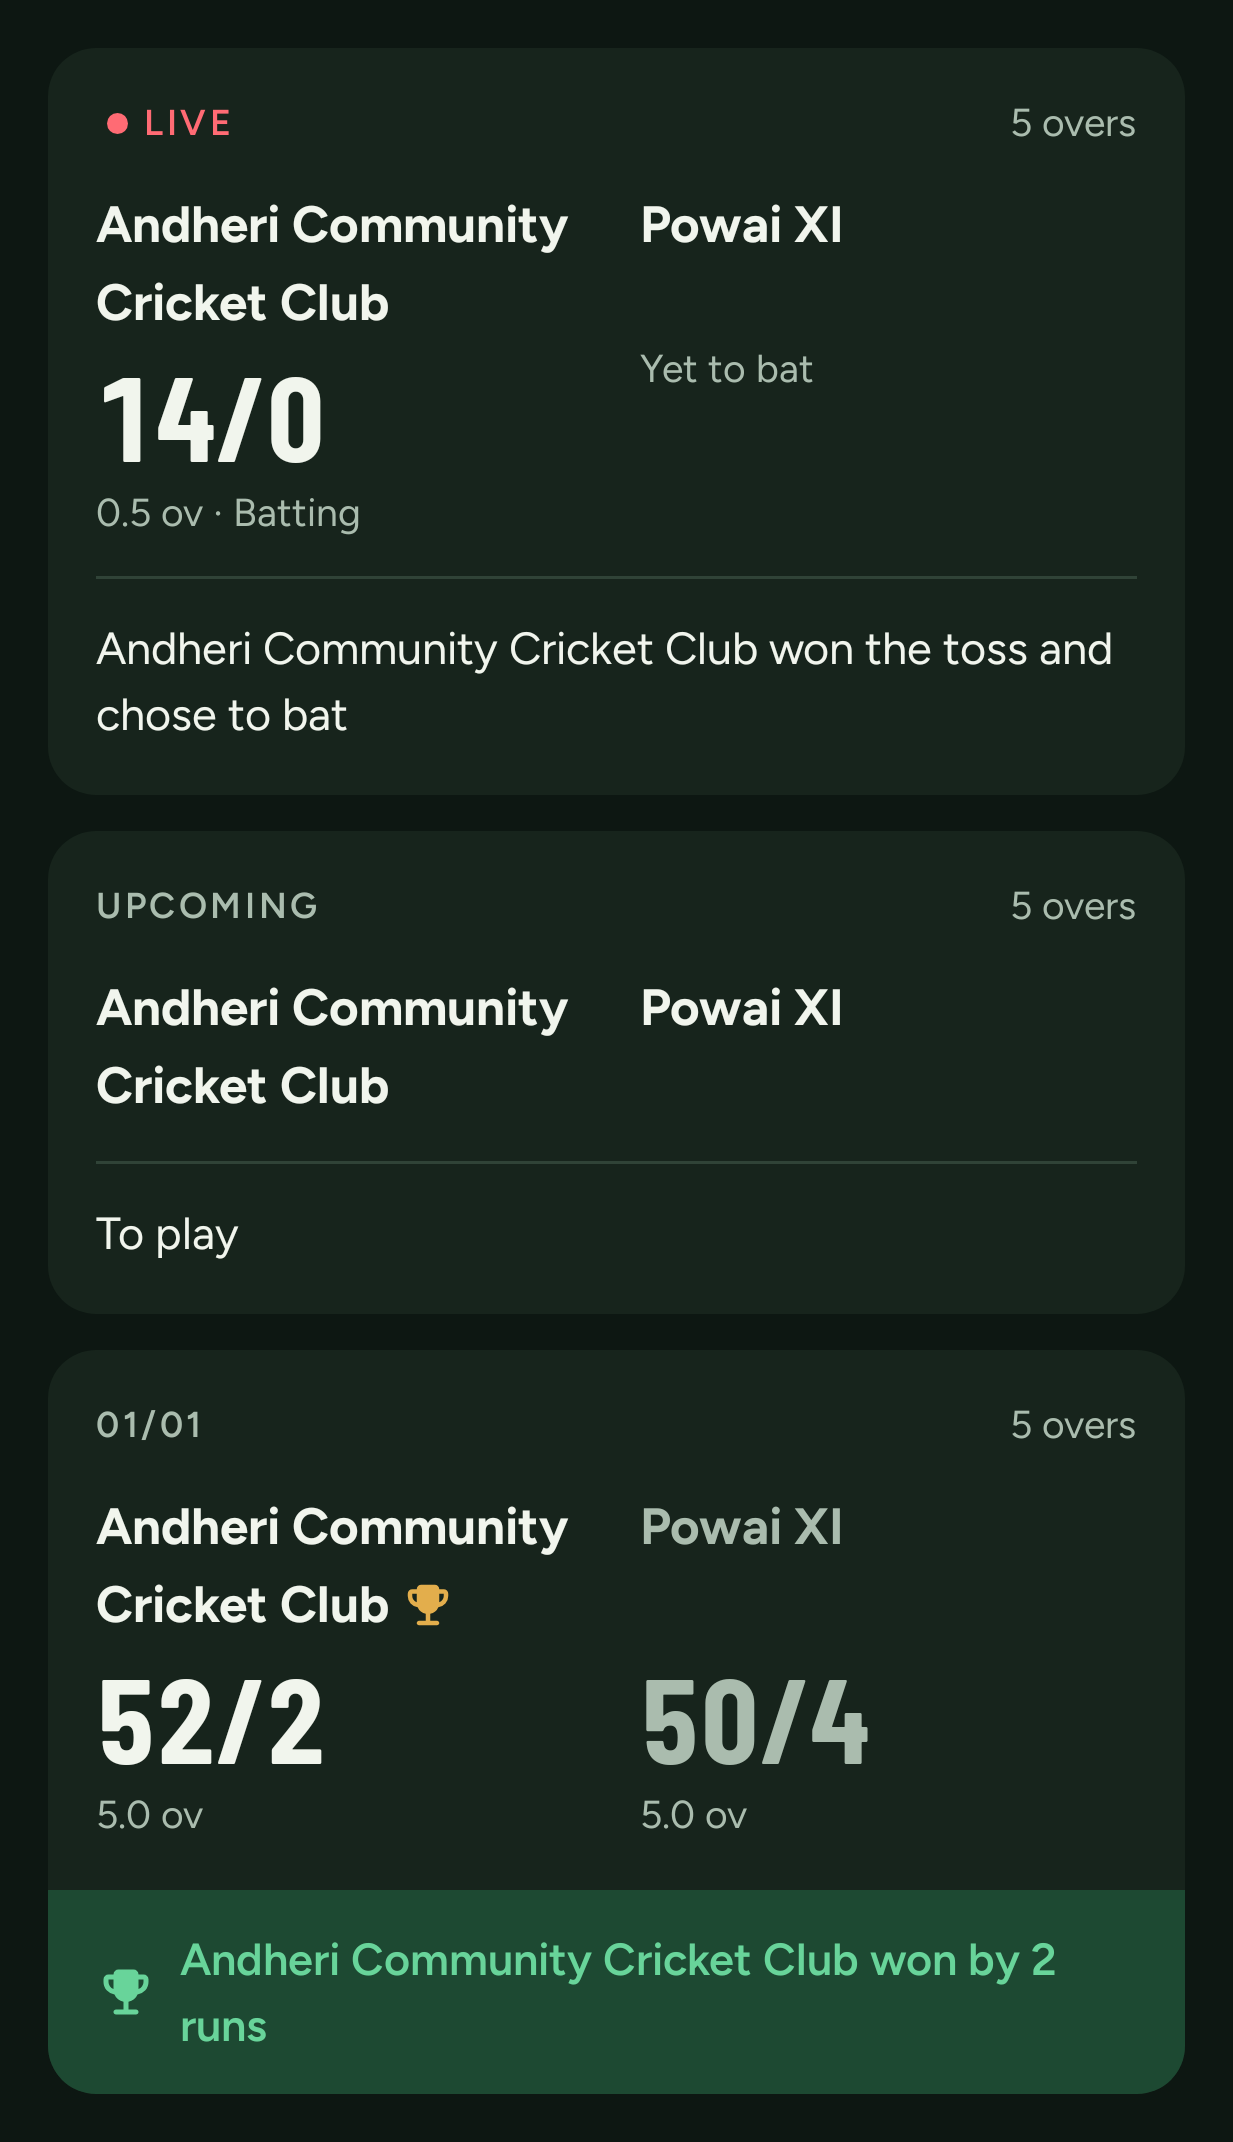 LIVE
5 overs
Andheri Community
Cricket Club
14/0
0.5 ov · Batting
Powai XI
Yet to bat
Andheri Community Cricket Club won the toss and
chose to bat
UPCOMING
5 overs
Andheri Community
Cricket Club
Powai XI
To play
01/01
5 overs
Andheri Community
Cricket Club
52/2
5.0 ov
Powai XI
50/4
5.0 ov
Andheri Community Cricket Club won by 2
runs